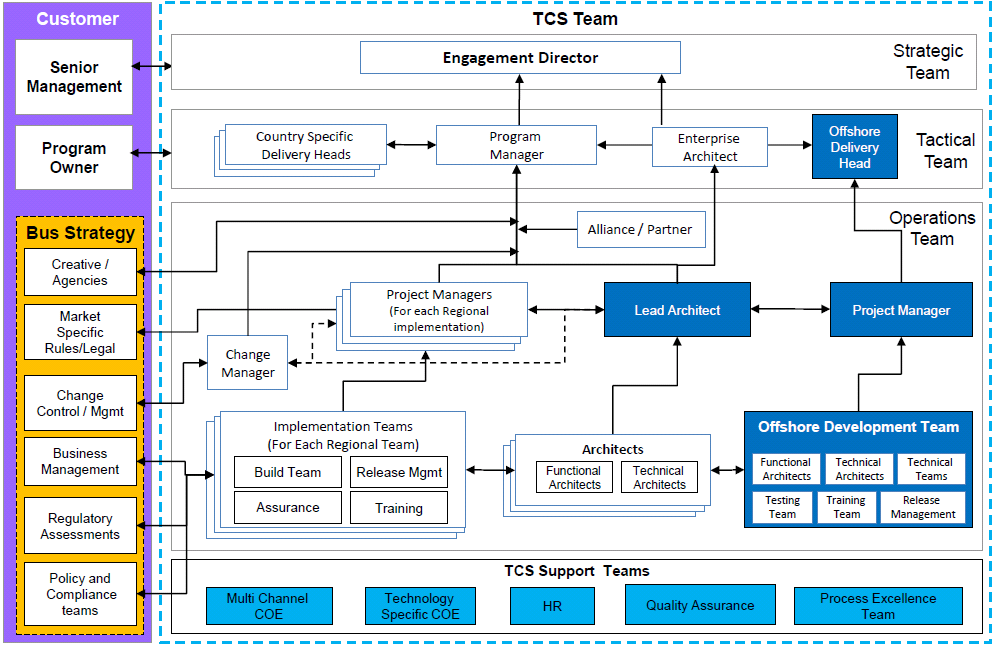 Customer
Senior
Management
Program
Owner
Bus Strategy
Creative /
Agencies
Market
Specific
Rules/Legal
Change
Control / Mgmt
Business
Management
Regulatory
Assessments
Policy and
Compliance
teams
TCS Team
Strategic
Team
Engagement Director
Tactical
Team
Country Specific
Delivery Heads
Program
Manager
Enterprise
Architect
Offshore
Delivery
Head
Operations
Team
Alliance / Partner
Project Managers
(For each Regional
implementation)
Lead Architect
Project Manager
Change
Manager
Implementation Teams
(For Each Regional Team)
Build Team
Release Mgmt
Assurance
Training
Architects
Functional
Architects
Technical
Architects
Offshore Development Team
Functional
Architects
Technical
Architects
Technical
Teams
Testing
Team
Training
Team
Release
Management
TCS Support Teams
Multi Channel
COE
Technology
Specific COE
HR
Quality Assurance
Process Excellence
Team